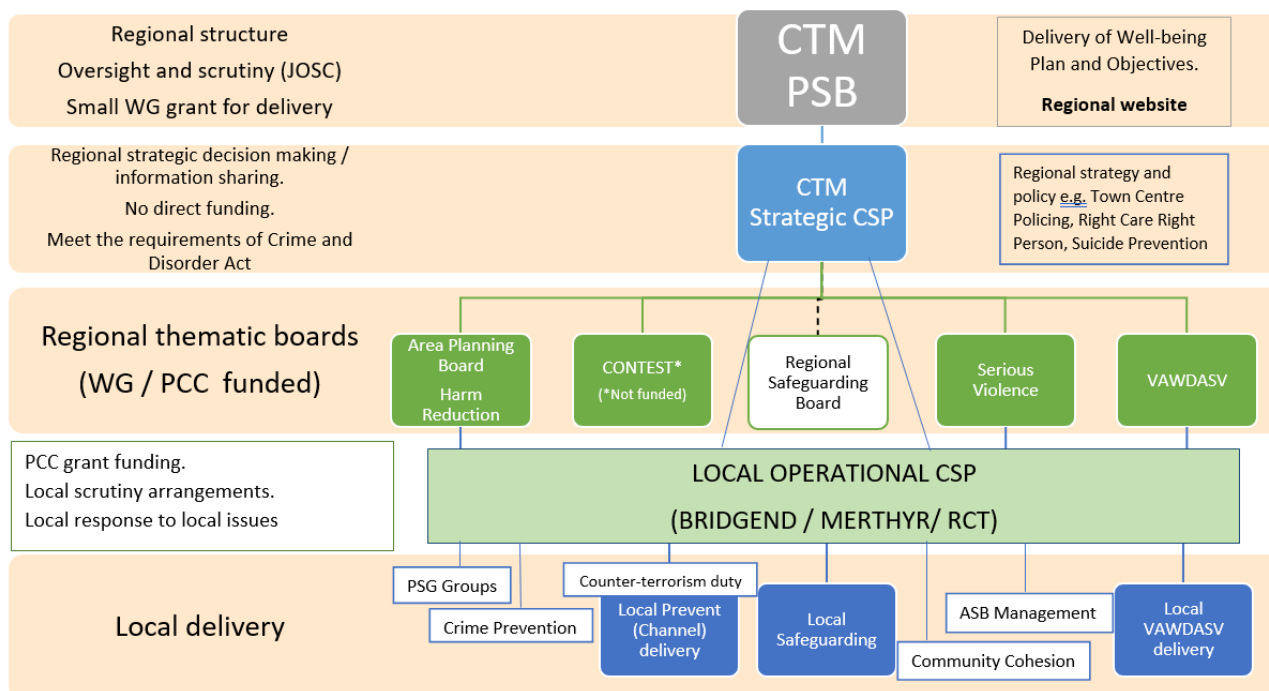 Regional structure
Oversight and scrutiny (JOSC)
Small WG grant for delivery
CTM
PSB
Delivery of Well-being
Plan and Objectives.
Regional website
Regional strategic decision making /
information sharing.
No direct funding.
Meet the requirements of Crime and
Disorder Act
CTM
Strategic CSP
Regional strategy and
policy e.g. Town Centre
Policing, Right Care Right
Person, Suicide Prevention
Regional thematic boards
(WG / PCC  funded)
Area Planning
Board
Harm
Reduction
CONTEST*
(*Not funded)
Regional
Safeguarding
Board
Serious
Violence
VAWDASV
PCC grant funding.
Local scrutiny arrangements.
Local response to local issues
LOCAL OPERATIONAL CSP
(BRIDGEND / MERTHYR/ RCT)
Local delivery
PSG Groups
Crime Prevention
Counter-terrorism duty
Local Prevent
(Channel)
delivery
Local
Safeguarding
Community Cohesion
ASB Management
Local
VAWDASV
delivery